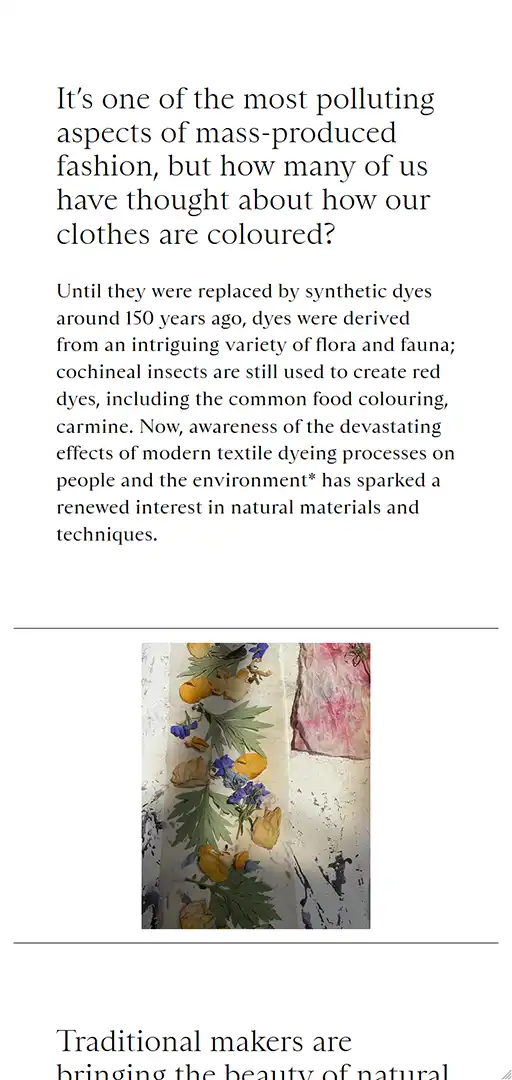 It’s one of the most polluting
aspects of mass-produced
fashion, but how many of us
have thought about how our
clothes are coloured?
Until they were replaced by synthetic dyes
around 150 years ago, dyes were derived
from an intriguing variety of flora and fauna;
cochineal insects are still used to create red
dyes, including the common food colouring,
carmine. Now, awareness of the devastating
effects of modern textile dyeing processes on
people and the environment* has sparked a
renewed interest in natural materials and
techniques.
Traditional makers are
bringing the beauty of natural